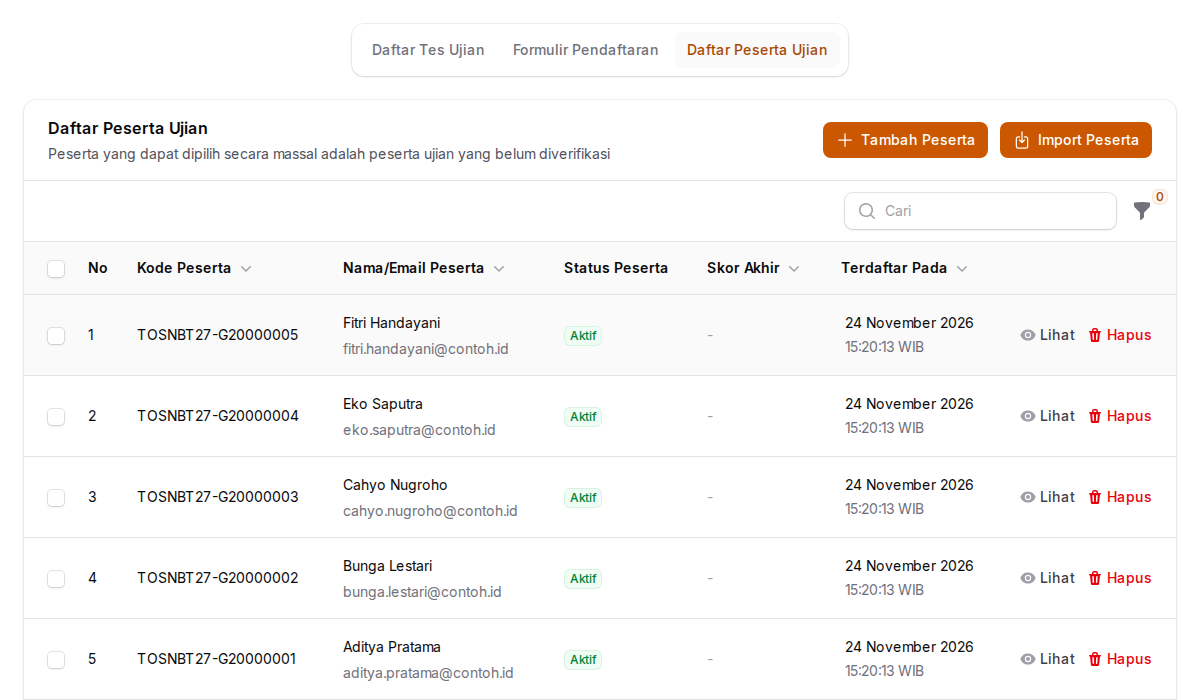 Daftar Tes Ujian Formulir Pendaftaran Daftar Peserta Ujian
Daftar Peserta Ujian
Peserta yang dapat dipilih secara massal adalah peserta ujian yang belum diverifikasi
Tambah Peserta Import Peserta
Cari 0
No Kode Peserta Nama/Email Peserta Status Peserta Skor Akhir Terdaftar Pada
1 TOSNBT27-G20000005 Fitri Handayani Aktif - 24 November 2026 Lihat Hapus
fitri.handayani@contoh.id 15:20:13 WIB
2 TOSNBT27-G20000004 Eko Saputra Aktif - 24 November 2026 Lihat Hapus
eko.saputra@contoh.id 15:20:13 WIB
3 TOSNBT27-G20000003 Cahyo Nugroho Aktif - 24 November 2026 Lihat Hapus
cahyo.nugroho@contoh.id 15:20:13 WIB
4 TOSNBT27-G20000002 Bunga Lestari Aktif - 24 November 2026 Lihat Hapus
bunga.lestari@contoh.id 15:20:13 WIB
5 TOSNBT27-G20000001 Aditya Pratama Aktif - 24 November 2026 Lihat Hapus
aditya.pratama@contoh.id 15:20:13 WIB